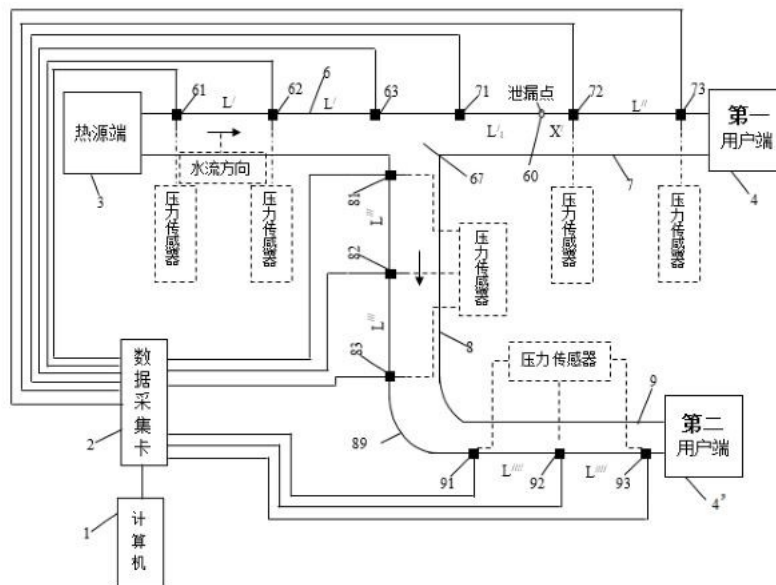 61
L/
62
L/
6
63
71
泄漏点
72
L//
73
热源端
L/1
X/
第一
用户端
水流方向
67
60
7
3
4
压力传感器
压力传感器
81
L///
压力传感器
压力传感器
压力传感器
82
L///
83
8
数据采集卡
压力传感器
9
第二
用户端
2
89
91
L////
92
L////
93
4’
1
计算机